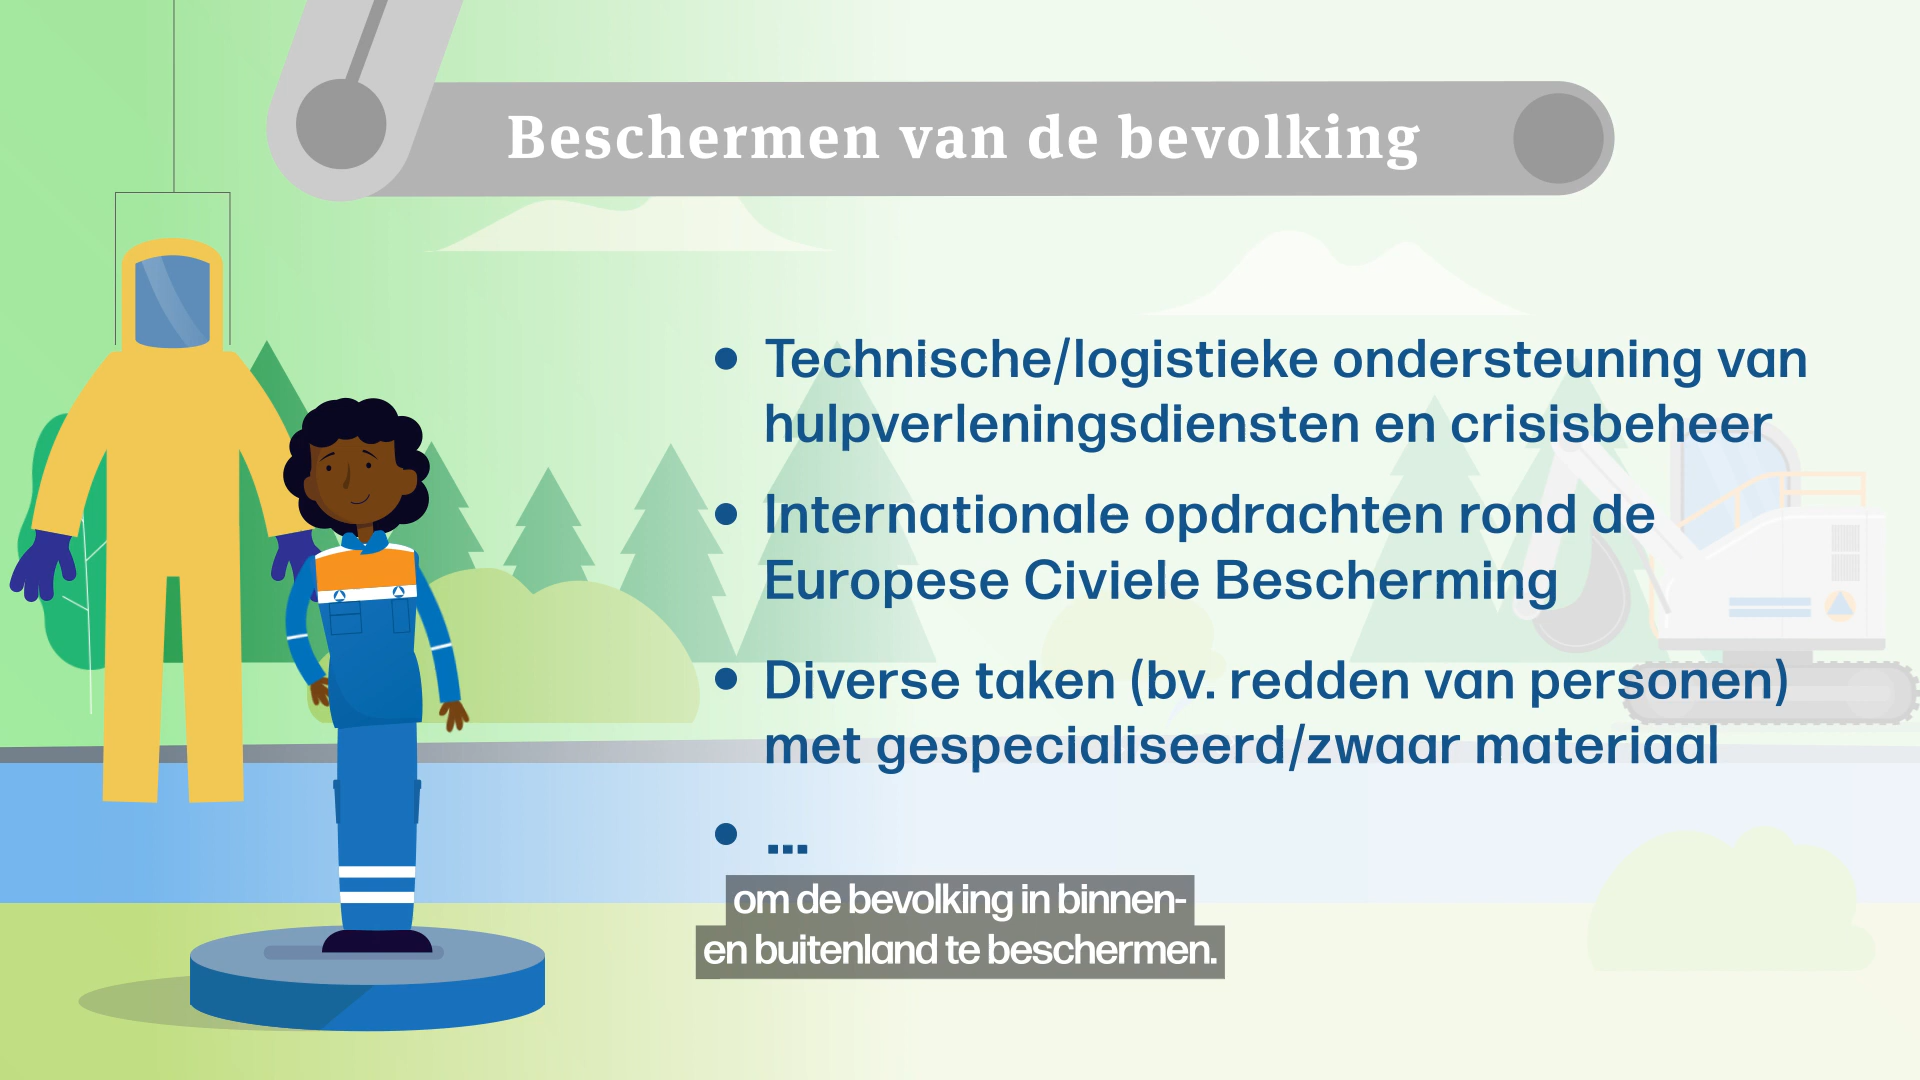 Beschermen van de bevolking
• Technische/logistieke ondersteuning van
hulpverleningsdiensten en crisisbeheer
• Internationale opdrachten rond de
Europese Civiele Bescherming
• Diverse taken (bv. redden van personen)
met gespecialiseerd/zwaar materiaal
• ...
om de bevolking in binnen-
en buitenland te beschermen.